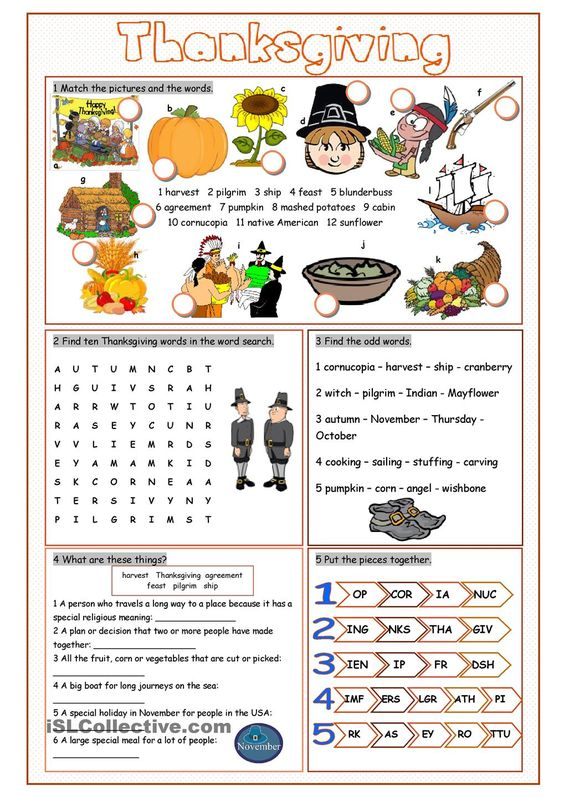 Thanksgiving
1 Match the pictures and the words.
Happy
Thanksgiving!
a
b
c
d
e
f
g
1 harvest 2 pilgrim 3 ship 4 feast 5 blunderbuss
6 agreement 7 pumpkin 8 mashed potatoes 9 cabin
10 cornucopia 11 native American 12 sunflower
h
i
j
k
l
2 Find ten Thanksgiving words in the word search.
A U T U M N C B T
H G U I V S R A H
A R R W T O T I U
R A S E Y C U N R
V V L I E M R D S
E Y A M A M K I D
S K C O R N E A A
T E R S I V Y N Y
P I L G R I M S T
3 Find the odd words.
1 cornucopia – harvest – ship - cranberry
2 witch – pilgrim – Indian - Mayflower
3 autumn – November – Thursday -
October
4 cooking – sailing – stuffing - carving
5 pumpkin – corn – angel - wishbone
4 What are these things?
harvest Thanksgiving agreement
feast pilgrim ship
1 A person who travels a long way to a place because it has a
special religious meaning: ________________
2 A plan or decision that two or more people have made
together: ____________________
3 All the fruit, corn or vegetables that are cut or picked:
__________________
4 A big boat for long journeys on the sea:
__________________
5 A special holiday in November for people in the USA:
__________________
iSLCollective.com
6 A large special meal for a lot of people:
_________________
November
5 Put the pieces together.
1 OP COR IA NUC
2 ING NKS THA GIV
3 IEN IP FR DSH
4 IMF ERS LGR ATH PI
5 RK AS EY RO TTU